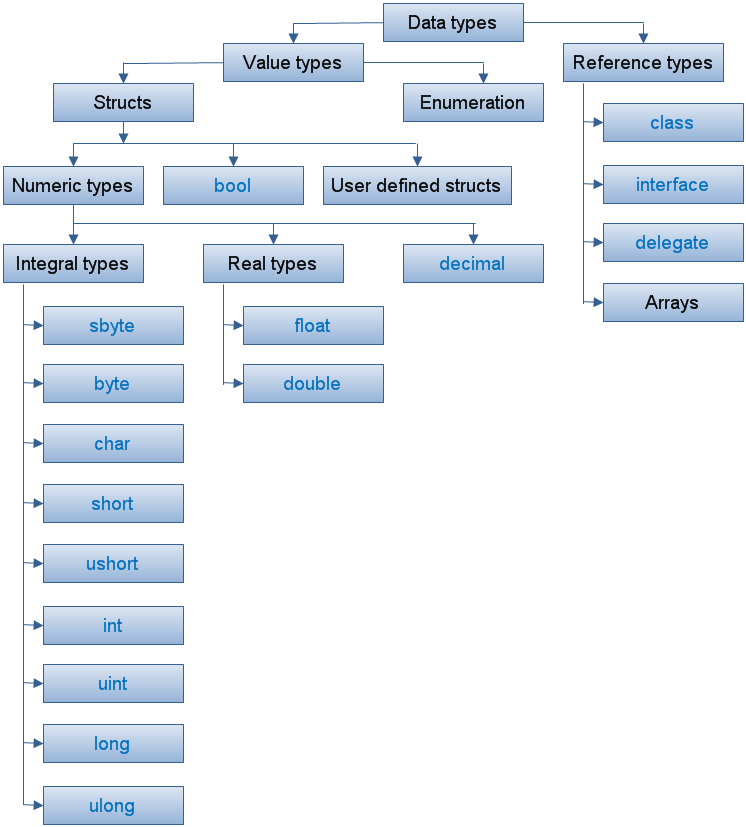 Data types
Value types
Reference types
Structs
Enumeration
class
Numeric types
bool
User defined structs
interface
delegate
Integral types
Real types
decimal
Arrays
sbyte
float
byte
double
char
short
ushort
int
uint
long
ulong